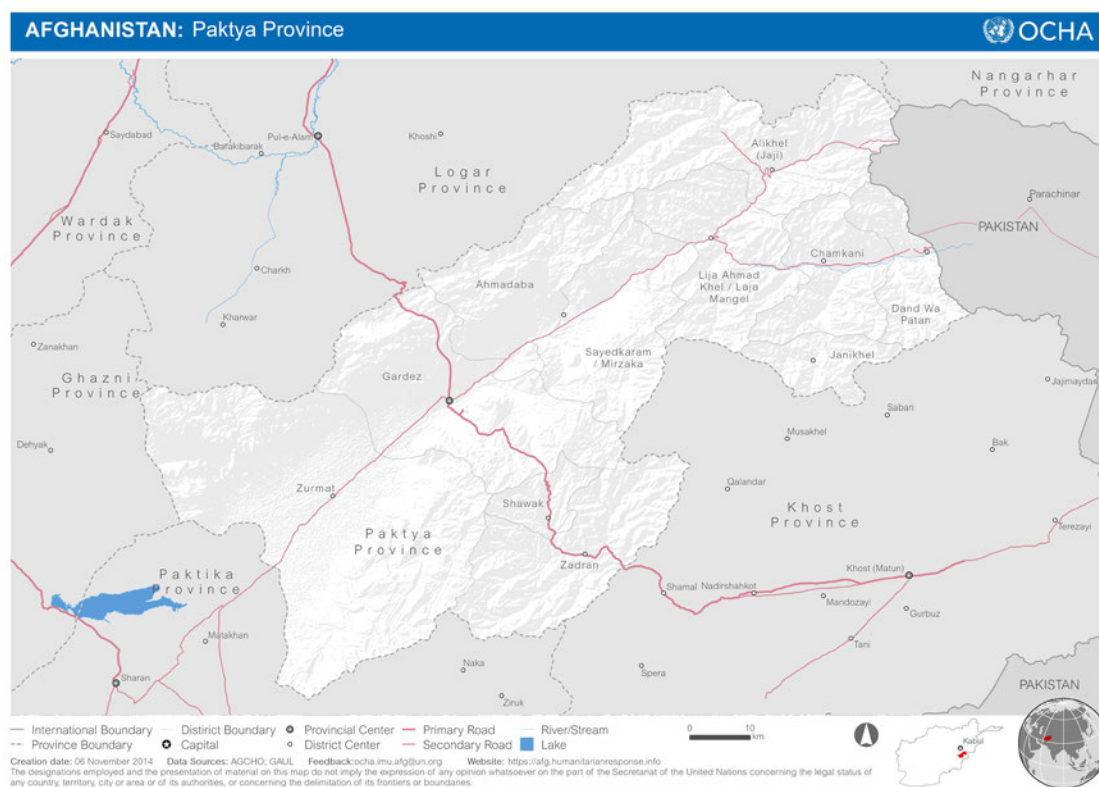 AFGHANISTAN: Paktya Province
OCHA
Nangarhar
Province
Saydabad
Pul-e-Alam
Khoshi
Barakibarak
Alikhel
(Jaji)
Logar
Province
Parachinar
Wardak
Province
PAKISTAN
Charkh
Chamkani
Lija Ahmad
Khel / Laja
Mangel
Ahmadaba
Dand Wa
Patan
Kharwar
Zanakhan
Sayedkaram
/ Mirzaka
Janikhel
Gardez
Ghazni
Province
Jajimaydan
Sabari
Musakhel
Dehyak
Bak
Zurmat
Qalandar
Shawak
Khost
Province
Terezayi
Paktya
Province
Zadran
Khost (Matun)
Paktika
Province
Shamal
Nadirshahkot
Mandozayi
Gurbuz
Matakhan
Tani
Naka
Spera
Sharan
Ziruk
PAKISTAN
International Boundary
Distirict Boundary
Provincial Center
Primary Road
River/Stream
0
10
km
Province Boundary
Capital
District Center
Secondary Road
Lake
Kabul
Creation date: 06 November 2014 Data Sources: AGCHO; GAUL Feedback:ocha.imu.afg@un.org Website: https://afg.humanitarianresponse.info
The designations employed and the presentation of material on this map do not imply the expression of any opinion whatsoever on the part of the Secretariat of the United Nations concerning the legal status of
any country, territory, city or area or of its authorities, or concerning the delimitation of its frontiers or boundaries.